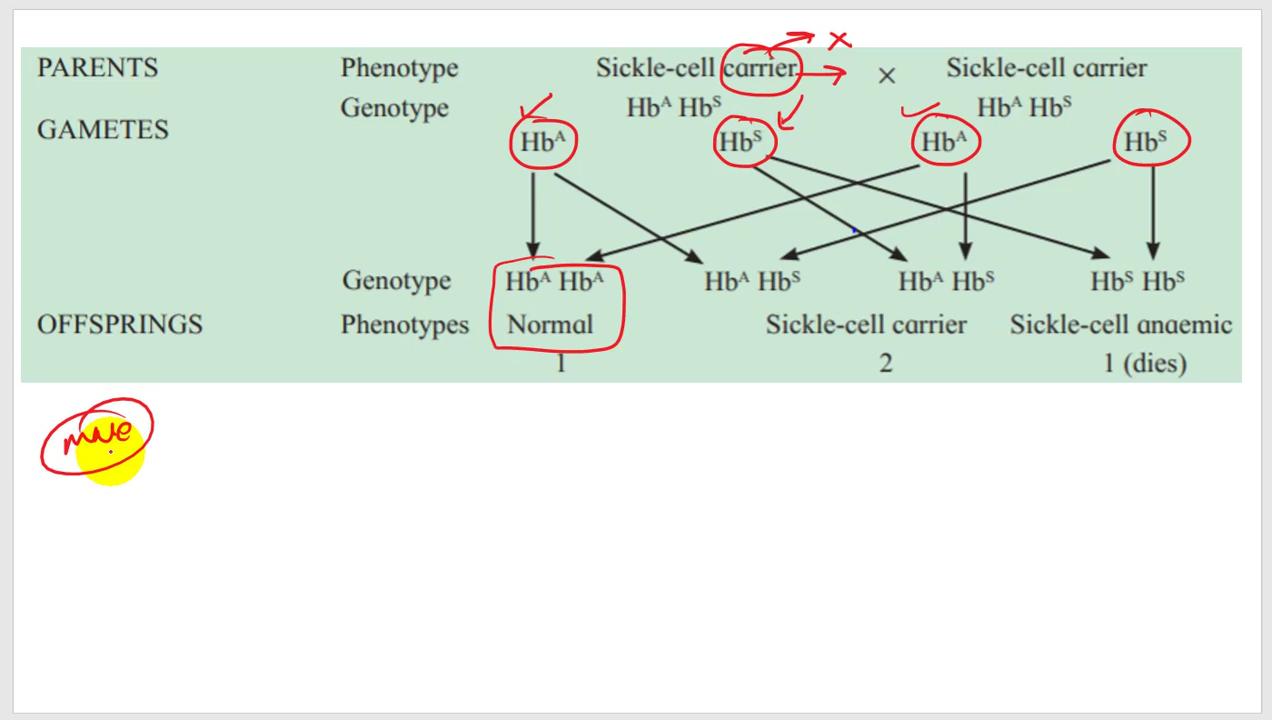 PARENTS Phenotype Sickle-cell carrier × Sickle-cell carrier
Genotype Hbᴬ Hbˢ Hbᴬ Hbˢ
GAMETES Hbᴬ Hbˢ Hbᴬ Hbˢ
Genotype Hbᴬ Hbᴬ Hbᴬ Hbˢ Hbᴬ Hbˢ Hbˢ Hbˢ
OFFSPRINGS Phenotypes Normal Sickle-cell carrier Sickle-cell anaemic
1 2 1 (dies)